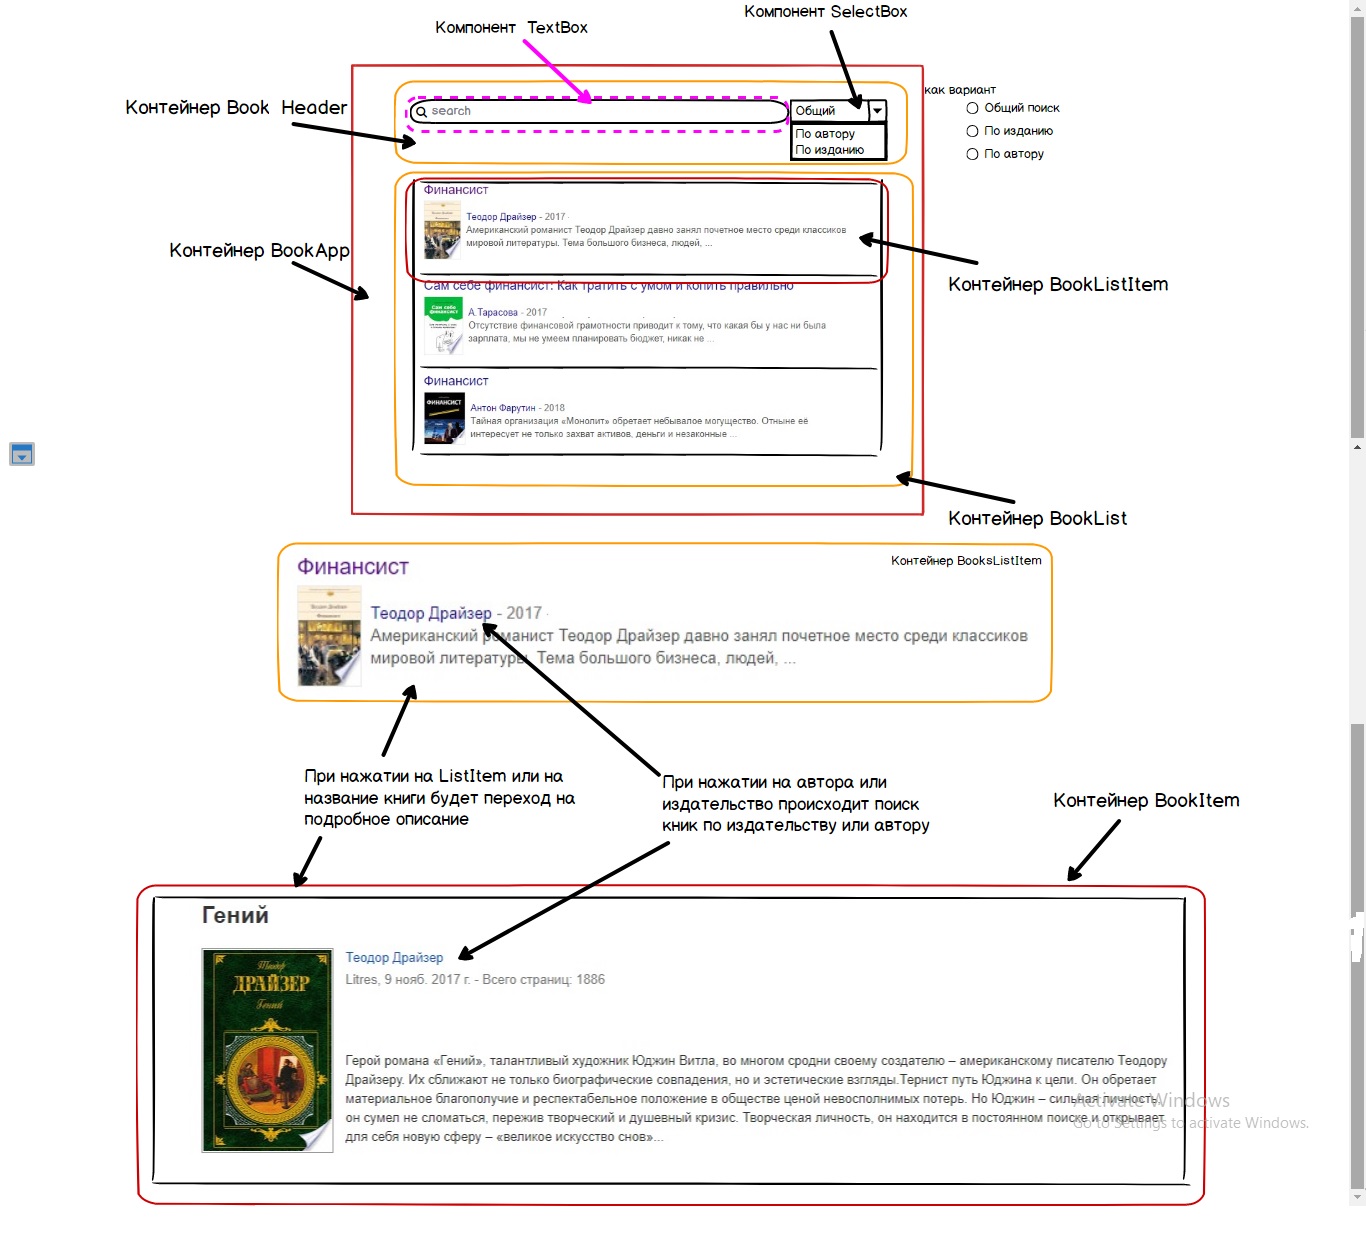 Компонент SelectBox
Компонент TextBox
как вариант
Контейнер Book Header
search
Общий
Общий поиск
По автору
По изданию
По изданию
По автору
Финансист
Теодор Драйзер - 2017
Американский романист Теодор Драйзер давно занял почетное место среди классиков
мировой литературы. Тема большого бизнеса, людей, ...
Контейнер BookApp
Контейнер BookListItem
Сам себе финансист: Как тратить с умом и копить правильно
Сам себе
финансист
А.Тарасова - 2017
Отсутствие финансовой грамотности приводит к тому, что какая бы у нас ни была
зарплата, мы не умеем планировать бюджет, никак не ...
Финансист
ФИНАНСИСТ
Антон Фарутин - 2018
Тайная организация «Монолит» обретает небывалое могущество. Отныне её
интересует не только захват активов, деньги и незаконные ...
Контейнер BookList
Финансист
Контейнер BooksListItem
Теодор Драйзер - 2017
Американский романист Теодор Драйзер давно занял почетное место среди классиков
мировой литературы. Тема большого бизнеса, людей, ...
При нажатии на ListItem или на
название книги будет переход на
подробное описание
При нажатии на автора или
издательство происходит поиск
кник по издательству или автору
Контейнер BookItem
Гений
Теодор
ДРАЙЗЕР
Гений
Теодор Драйзер
Litres, 9 нояб. 2017 г. - Всего страниц: 1886
Герой романа «Гений», талантливый художник Юджин Витла, во многом сродни своему создателю – американскому писателю Теодору
Драйзеру. Их сближают не только биографические совпадения, но и эстетические взгляды.Тернист путь Юджина к цели. Он обретает
материальное благополучие и респектабельное положение в обществе ценой невосполнимых потерь. Но Юджин – сильная личность,
он сумел не сломаться, пережив творческий и душевный кризис. Творческая личность, он находится в постоянном поиске и открывает
для себя новую сферу – «великое искусство снов»...
Activate Windows
Go to Settings to activate Windows.